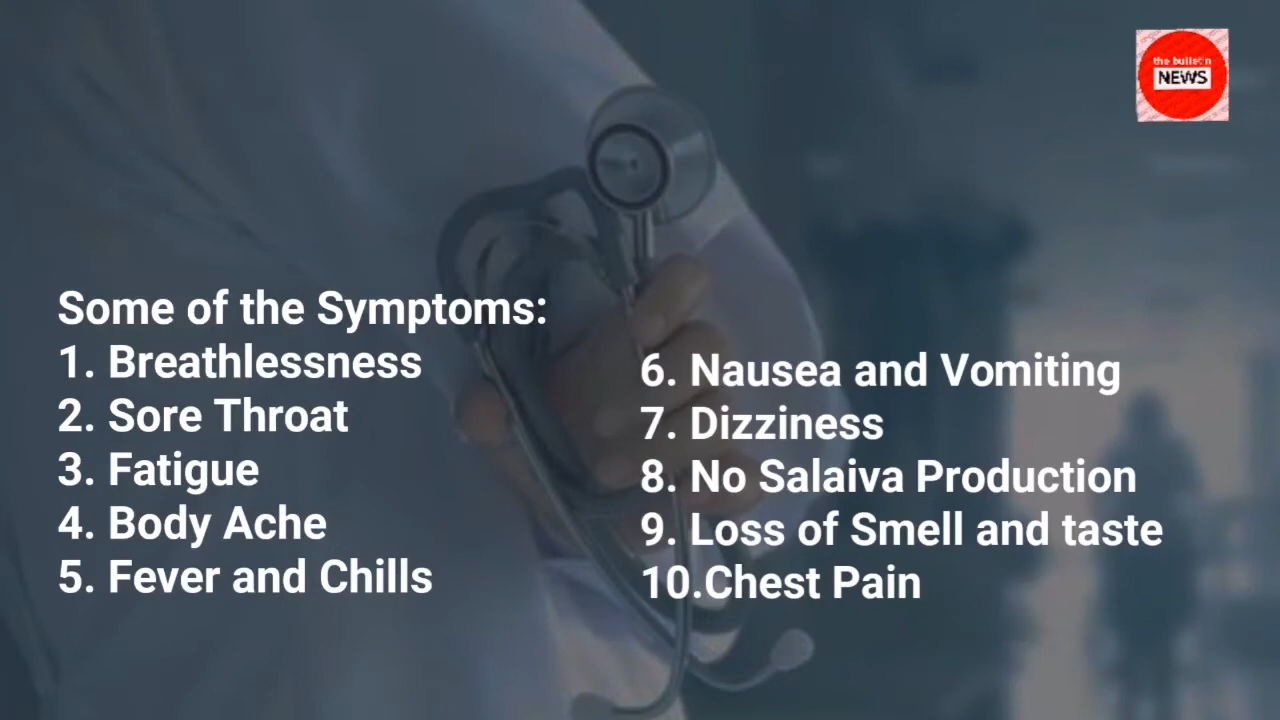 the bulletin
NEWS
Some of the Symptoms:
1. Breathlessness
2. Sore Throat
3. Fatigue
4. Body Ache
5. Fever and Chills
6. Nausea and Vomiting
7. Dizziness
8. No Salaiva Production
9. Loss of Smell and taste
10.Chest Pain